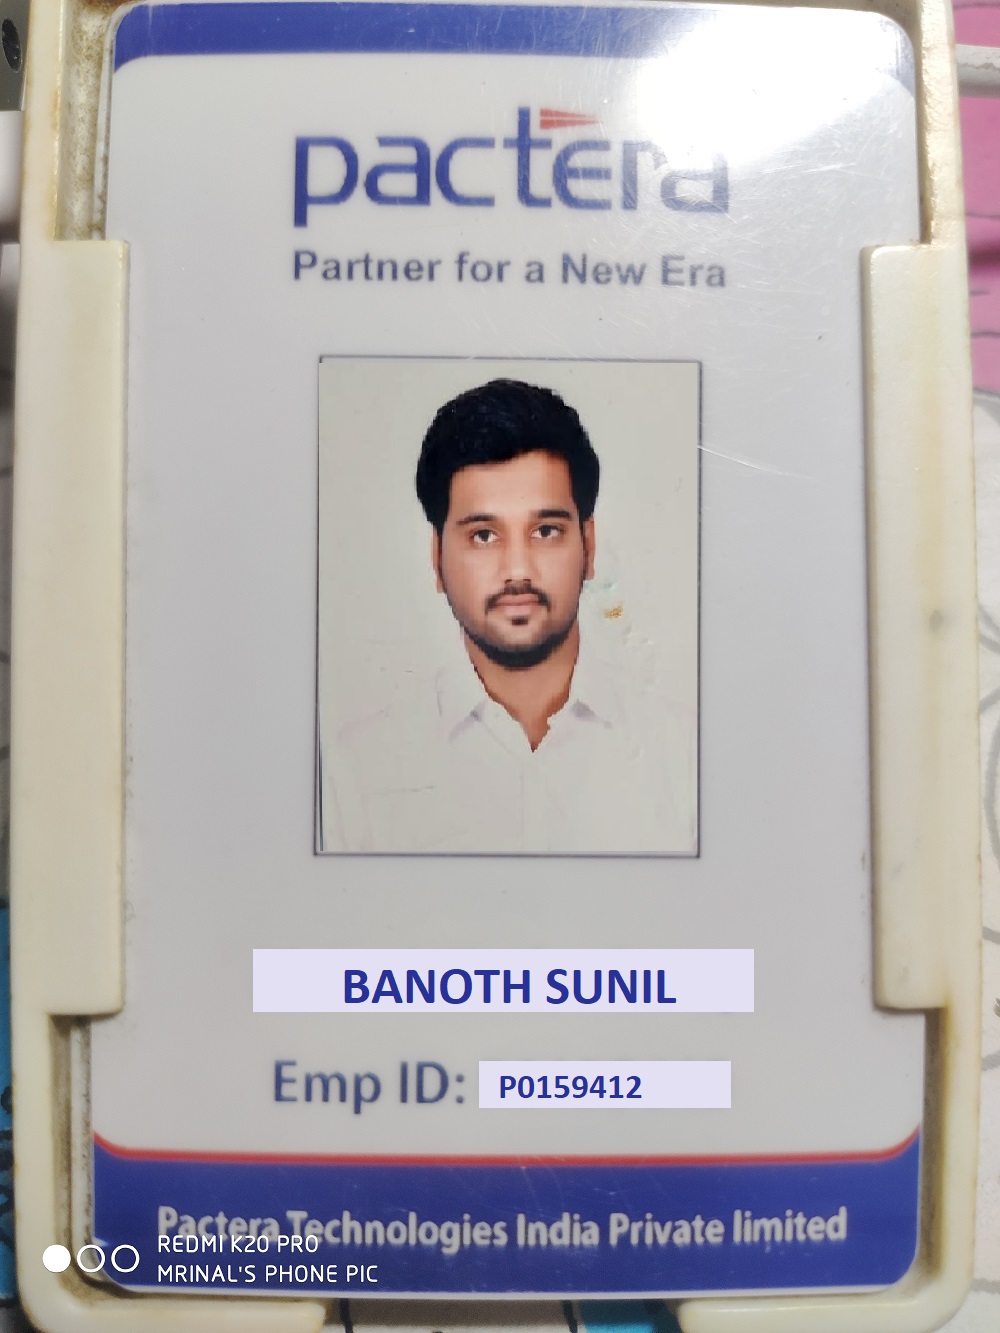 pactera
Partner for a New Era
BANOTH SUNIL
Emp ID: P0159412
Pactera Technologies India Private limited
REDMI K20 PRO
MRINAL'S PHONE PIC